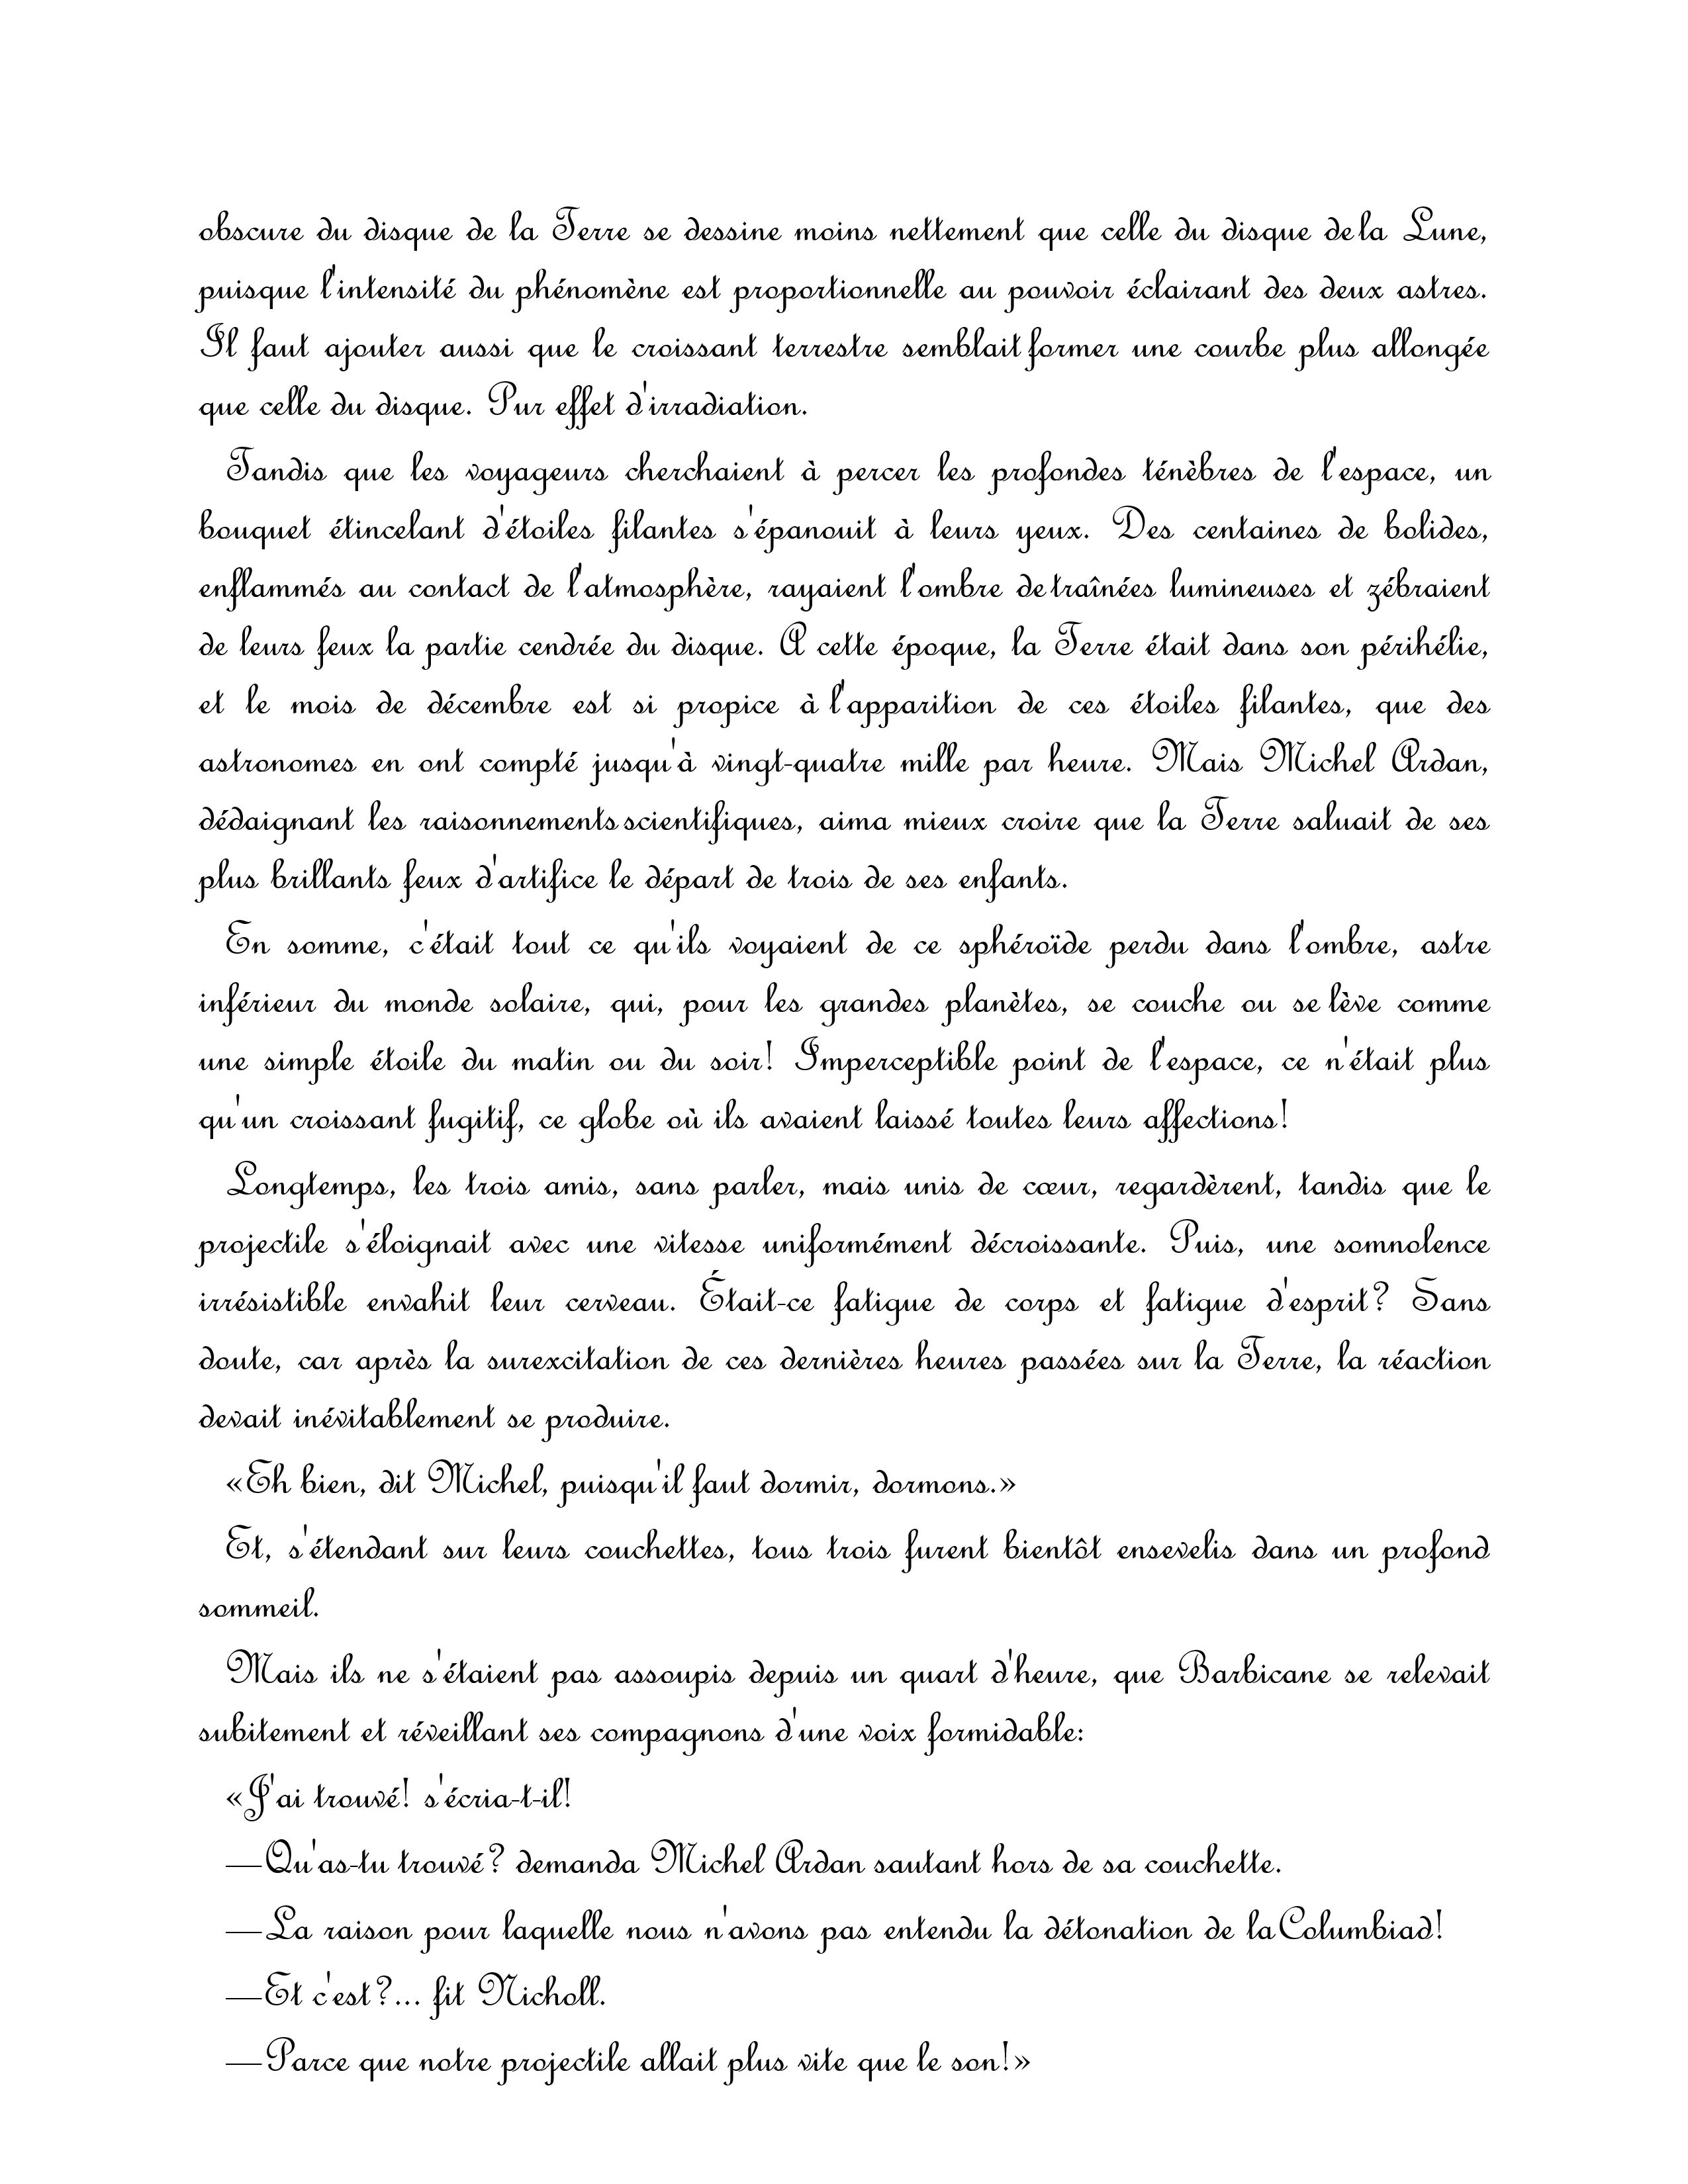 obscure du disque de la Terre se dessine moins nettement que celle du disque de la Lune,
puisque l'intensité du phénomène est proportionnelle au pouvoir éclairant des deux astres.
Il faut ajouter aussi que le croissant terrestre semblait former une courbe plus allongée
que celle du disque. Pur effet d'irradiation.
Tandis que les voyageurs cherchaient à percer les profondes ténèbres de l'espace, un
bouquet étincelant d'étoiles filantes s'épanouit à leurs yeux. Des centaines de bolides,
enflammés au contact de l'atmosphère, rayaient l'ombre de traînées lumineuses et zébraient
de leurs feux la partie cendrée du disque. A cette époque, la Terre était dans son périhélie,
et le mois de décembre est si propice à l'apparition de ces étoiles filantes, que des
astronomes en ont compté jusqu'à vingt-quatre mille par heure. Mais Michel Ardan,
dédaignant les raisonnements scientifiques, aima mieux croire que la Terre saluait de ses
plus brillants feux d'artifice le départ de trois de ses enfants.
En somme, c'était tout ce qu'ils voyaient de ce sphéroïde perdu dans l'ombre, astre
inférieur du monde solaire, qui, pour les grandes planètes, se couche ou se lève comme
une simple étoile du matin ou du soir! Imperceptible point de l'espace, ce n'était plus
qu'un croissant fugitif, ce globe où ils avaient laissé toutes leurs affections!
Longtemps, les trois amis, sans parler, mais unis de cœur, regardèrent, tandis que le
projectile s'éloignait avec une vitesse uniformément décroissante. Puis, une somnolence
irrésistible envahit leur cerveau. Était-ce fatigue de corps et fatigue d'esprit? Sans
doute, car après la surexcitation de ces dernières heures passées sur la Terre, la réaction
devait inévitablement se produire.
«Eh bien, dit Michel, puisqu'il faut dormir, dormons.»
Et, s'étendant sur leurs couchettes, tous trois furent bientôt ensevelis dans un profond
sommeil.
Mais ils ne s'étaient pas assoupis depuis un quart d'heure, que Barbicane se relevait
subitement et réveillant ses compagnons d'une voix formidable:
«J'ai trouvé! s'écria-t-il!
—Qu'as-tu trouvé? demanda Michel Ardan sautant hors de sa couchette.
—La raison pour laquelle nous n'avons pas entendu la détonation de la Columbiad!
—Et c'est?... fit Nicholl.
—Parce que notre projectile allait plus vite que le son!»